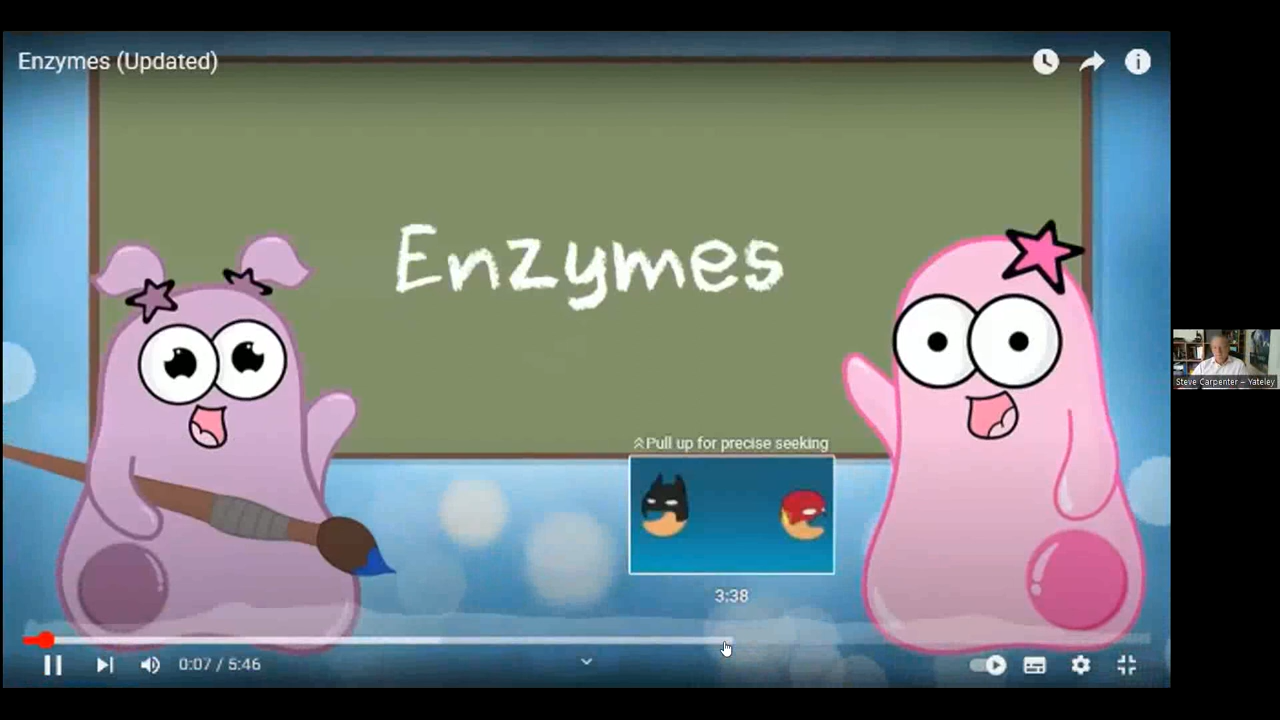 Enzymes (Updated)
Enzymes
Pull up for precise seeking
3:38
0:07 / 5:46
Steve Carpenter – Yateley